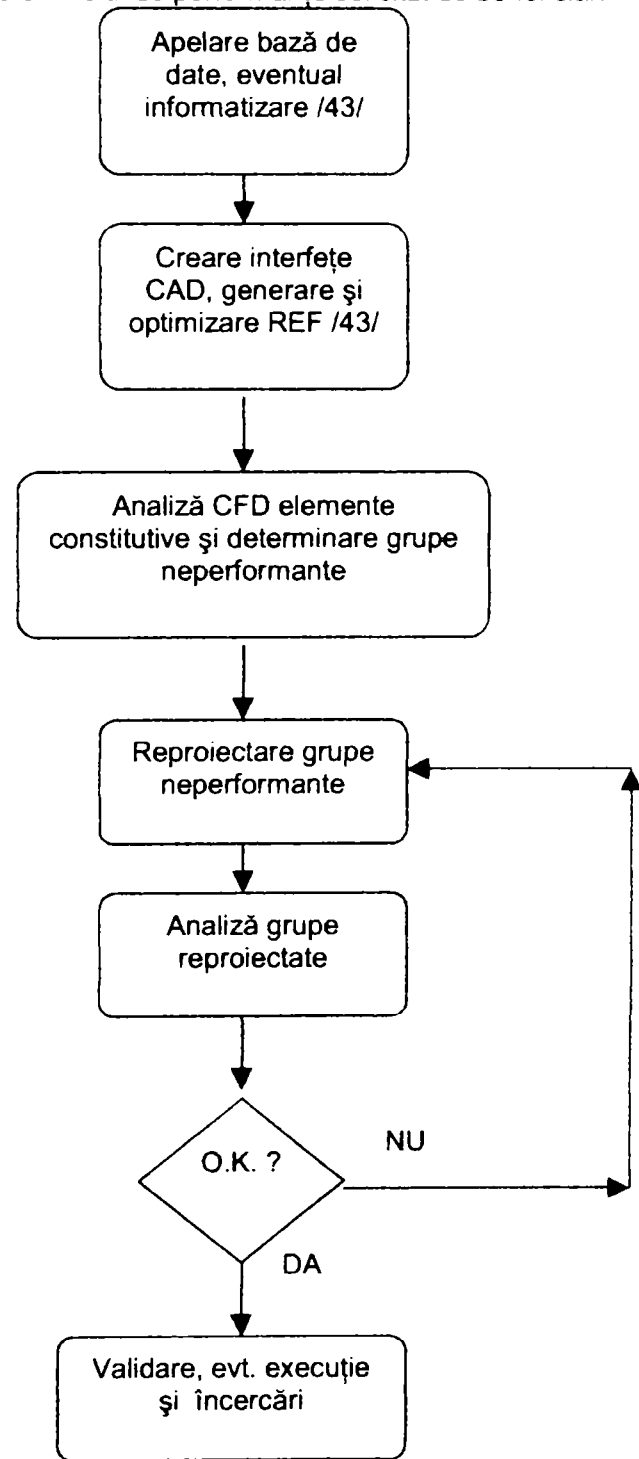 Apelare bază de
date, eventual
informatizare /43/
Creare interfețe
CAD, generare şi
optimizare REF /43/
Analiză CFD elemente
constitutive şi determinare grupe
neperformante
Reproiectare grupe
neperformante
Analiză grupe
reproiectate
O.K. ?
NU
DA
Validare, evt. execuție
şi încercări